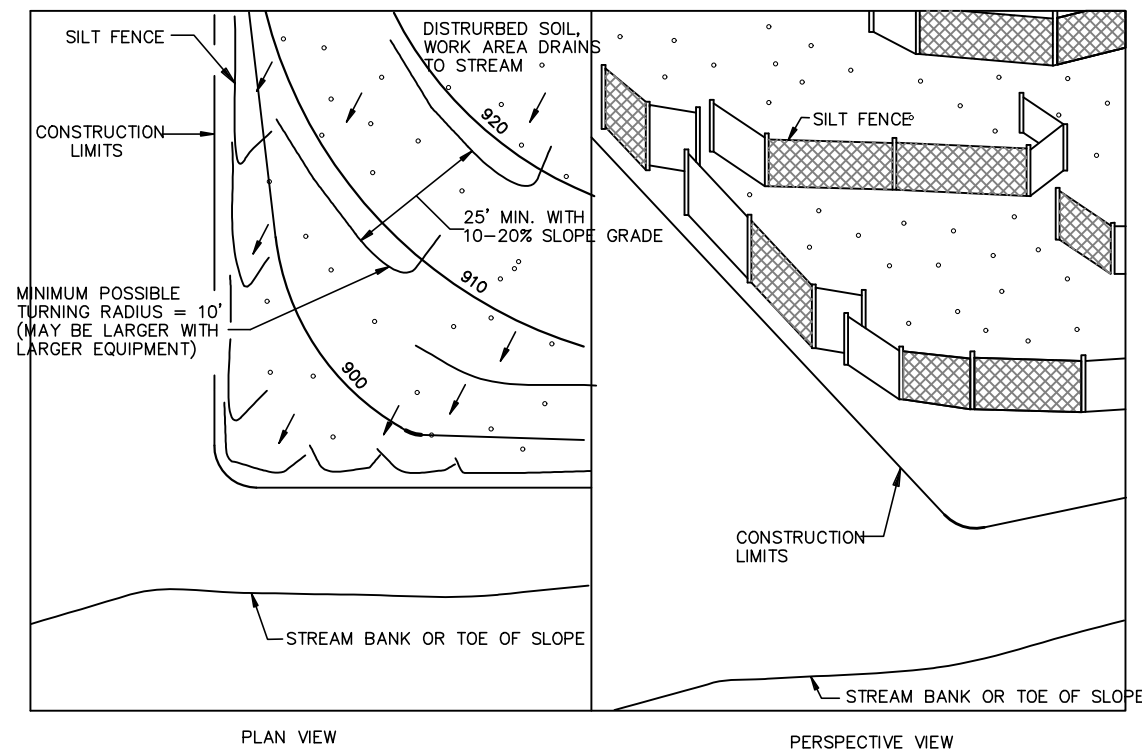 SILT FENCE
DISTRURBED SOIL,
WORK AREA DRAINS
TO STREAM
CONSTRUCTION
LIMITS
920
25' MIN. WITH
10-20% SLOPE GRADE
910
MINIMUM POSSIBLE
TURNING RADIUS = 10'
(MAY BE LARGER WITH
LARGER EQUIPMENT)
900
STREAM BANK OR TOE OF SLOPE
PLAN VIEW
SILT FENCE
CONSTRUCTION
LIMITS
STREAM BANK OR TOE OF SLOPE
PERSPECTIVE VIEW